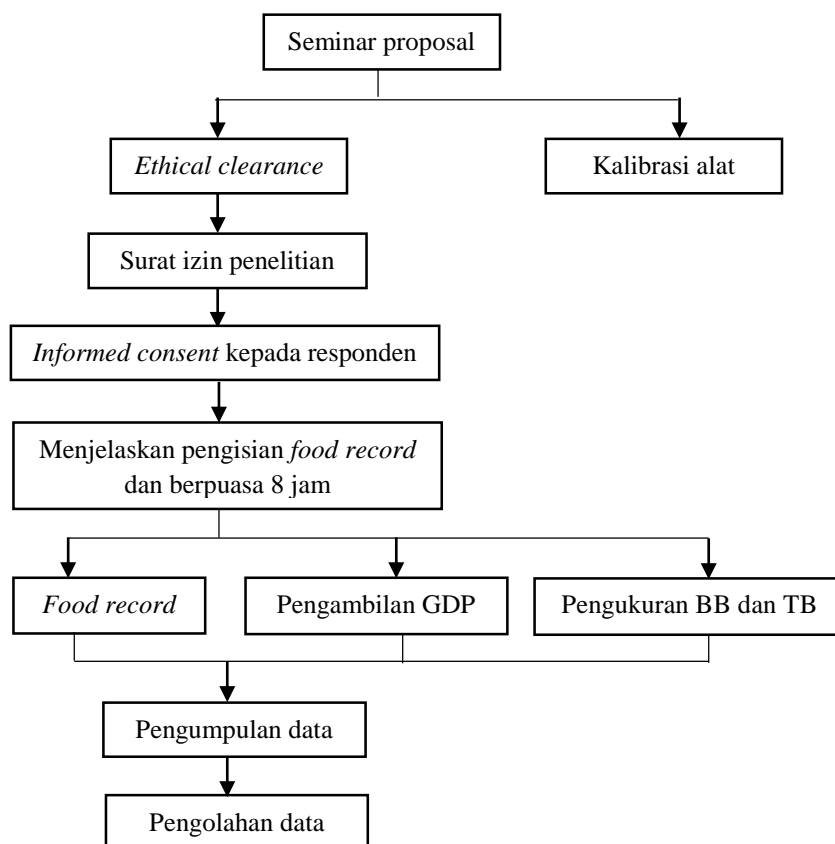 Seminar proposal
Ethical clearance
Kalibrasi alat
Surat izin penelitian
Informed consent kepada responden
Menjelaskan pengisian food record
dan berpuasa 8 jam
Food record
Pengambilan GDP
Pengukuran BB dan TB
Pengumpulan data
Pengolahan data